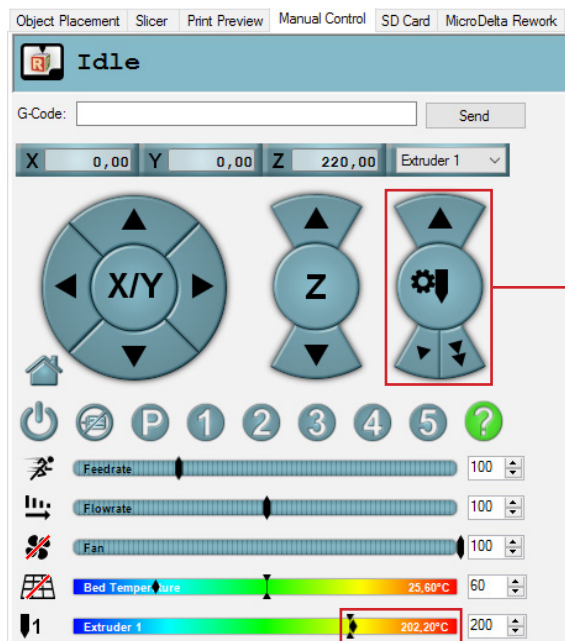 Object Placement Slicer Print Preview Manual Control SD Card MicroDelta Rework
Idle
G-Code: Send
X 0,00 Y 0,00 Z 220,00 Extruder 1
X/Y Z
P 1 2 3 4 5 ?
Feedrate 100
Flowrate 100
Fan 100
Bed Temperature 25,60°C 60
1 Extruder 1 202,20°C 200